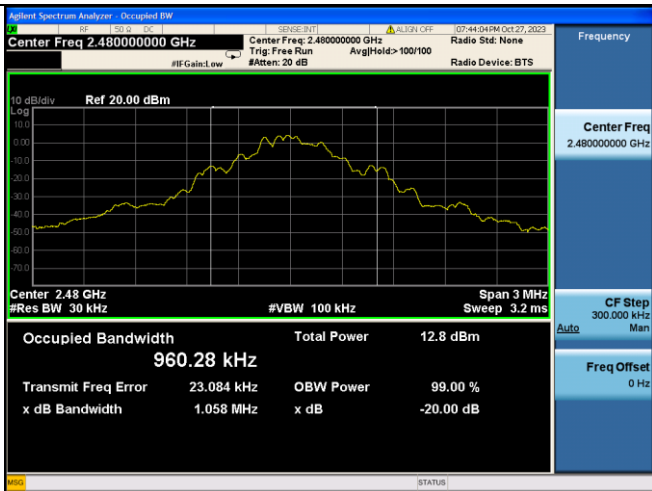 Agilent Spectrum Analyzer - Occupied BW
RF 50 Ω DC SENSE:INT ALIGN OFF 07:44:04 PM Oct 27, 2023
Center Freq 2.480000000 GHz
Center Freq: 2.480000000 GHz
Radio Std: None
Trig: Free Run Avg|Hold:> 100/100
#IFGain:Low #Atten: 20 dB Radio Device: BTS
10 dB/div Ref 20.00 dBm
Log
10.0
0.00
-10.0
-20.0
-30.0
-40.0
-50.0
-60.0
-70.0
Center 2.48 GHz Span 3 MHz
#Res BW 30 kHz #VBW 100 kHz Sweep 3.2 ms
Occupied Bandwidth Total Power 12.8 dBm
960.28 kHz
Transmit Freq Error 23.084 kHz OBW Power 99.00 %
x dB Bandwidth 1.058 MHz x dB -20.00 dB
MSG STATUS
Frequency
Center Freq
2.480000000 GHz
CF Step
300.000 kHz
Auto Man
Freq Offset
0 Hz